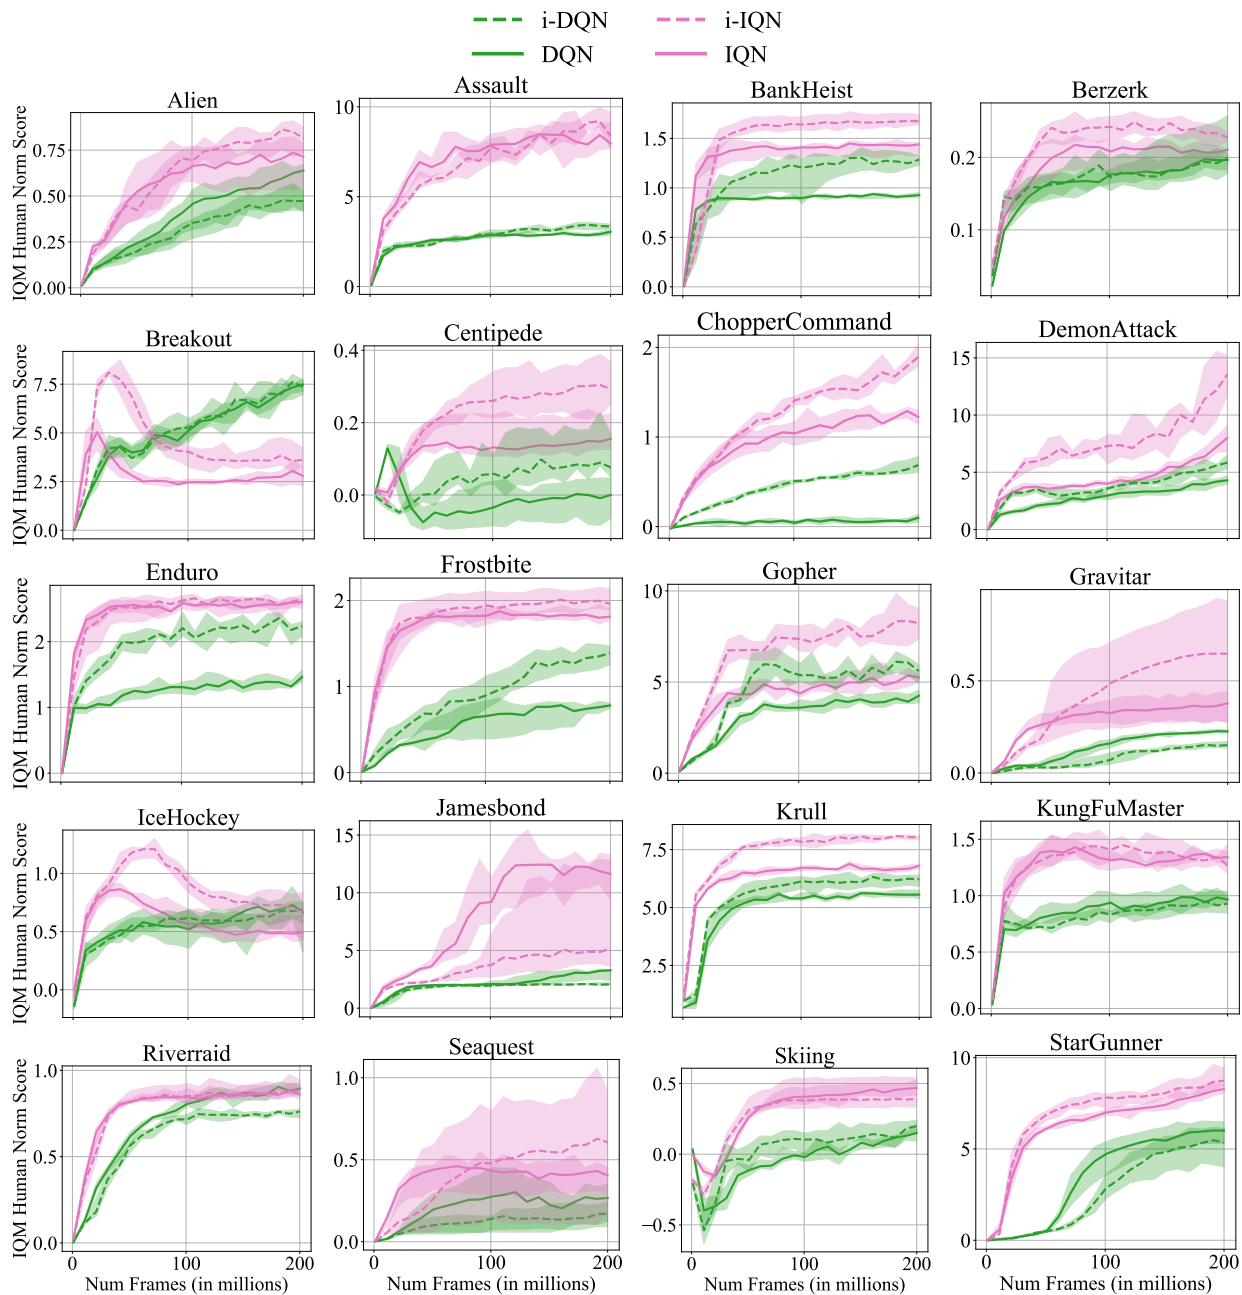 i-DQN i-IQN
DQN IQN
Alien Assault BankHeist Berzerk
IQM Human Norm Score
0.75 0.50 0.25 0.00
10 5 0
1.5 1.0 0.5 0.0
0.2 0.1
Breakout Centipede ChopperCommand DemonAttack
IQM Human Norm Score
7.5 5.0 2.5 0.0
0.4 0.2 0.0
2 1 0
15 10 5 0
Enduro Frostbite Gopher Gravitar
IQM Human Norm Score
2 1 0
2 1 0
10 5 0
0.5 0.0
IceHockey Jamesbond Krull KungFuMaster
IQM Human Norm Score
1.0 0.5 0.0
15 10 5 0
7.5 5.0 2.5
1.5 1.0 0.5 0.0
Riverraid Seaquest Skiing StarGunner
IQM Human Norm Score
1.0 0.5 0.0
1.0 0.5 0.0
0.5 0.0 −0.5
10 5 0
0 100 200 0 100 200 0 100 200 0 100 200
Num Frames (in millions) Num Frames (in millions) Num Frames (in millions) Num Frames (in millions)